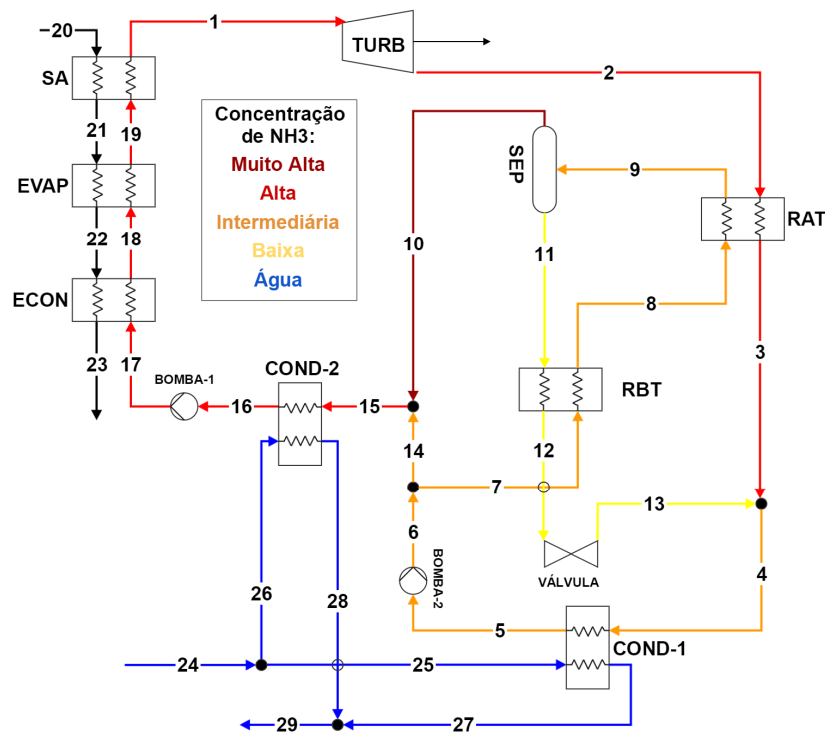 1
20
TURB
2
SA
Concentração
de NH3:
Muito Alta
Alta
Intermediária
Baixa
Água
SEP
21
19
9
EVAP
RAT
10
22
18
11
8
ECON
3
23
17
COND-2
BOMBA-1
RBT
16
15
14
12
7
13
6
BOMBA-2
VÁLVULA
4
26
28
5
COND-1
24
25
29
27